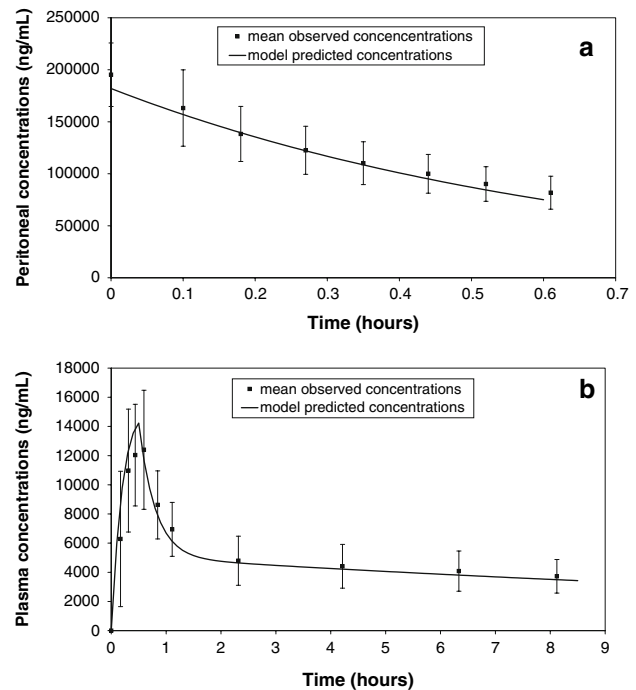 a
mean observed concencentrations
model predicted concentrations
Peritoneal concentrations (ng/mL)
250000
200000
150000
100000
50000
0
0 0.1 0.2 0.3 0.4 0.5 0.6 0.7
Time (hours)
b
mean observed concentrations
model predicted concentrations
Plasma concentrations (ng/mL)
18000
16000
14000
12000
10000
8000
6000
4000
2000
0
0 1 2 3 4 5 6 7 8 9
Time (hours)